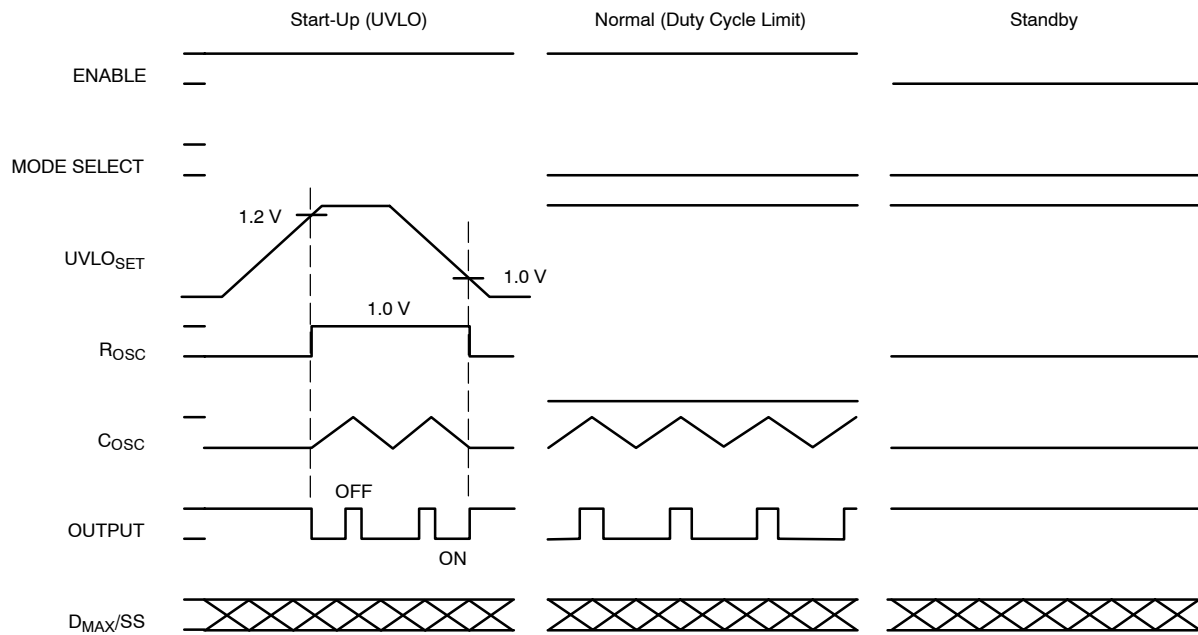 Start-Up (UVLO)
Normal (Duty Cycle Limit)
Standby
ENABLE
MODE SELECT
1.2 V
UVLOSET
1.0 V
1.0 V
ROSC
COSC
OFF
OUTPUT
ON
DMAX/SS